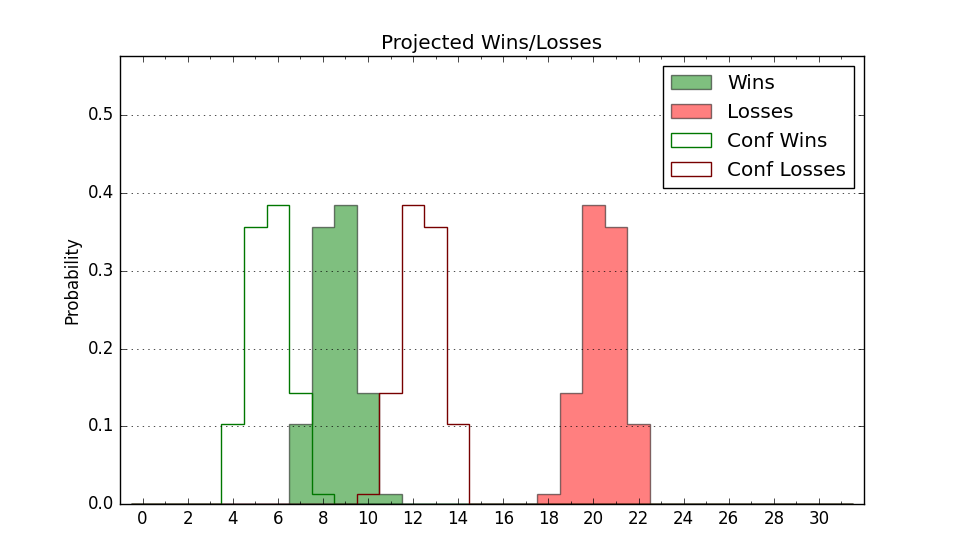 Projected Wins/Losses
Wins
Losses
Conf Wins
Conf Losses
Probability
0.5
0.4
0.3
0.2
0.1
0.0
0 2 4 6 8 10 12 14 16 18 20 22 24 26 28 30